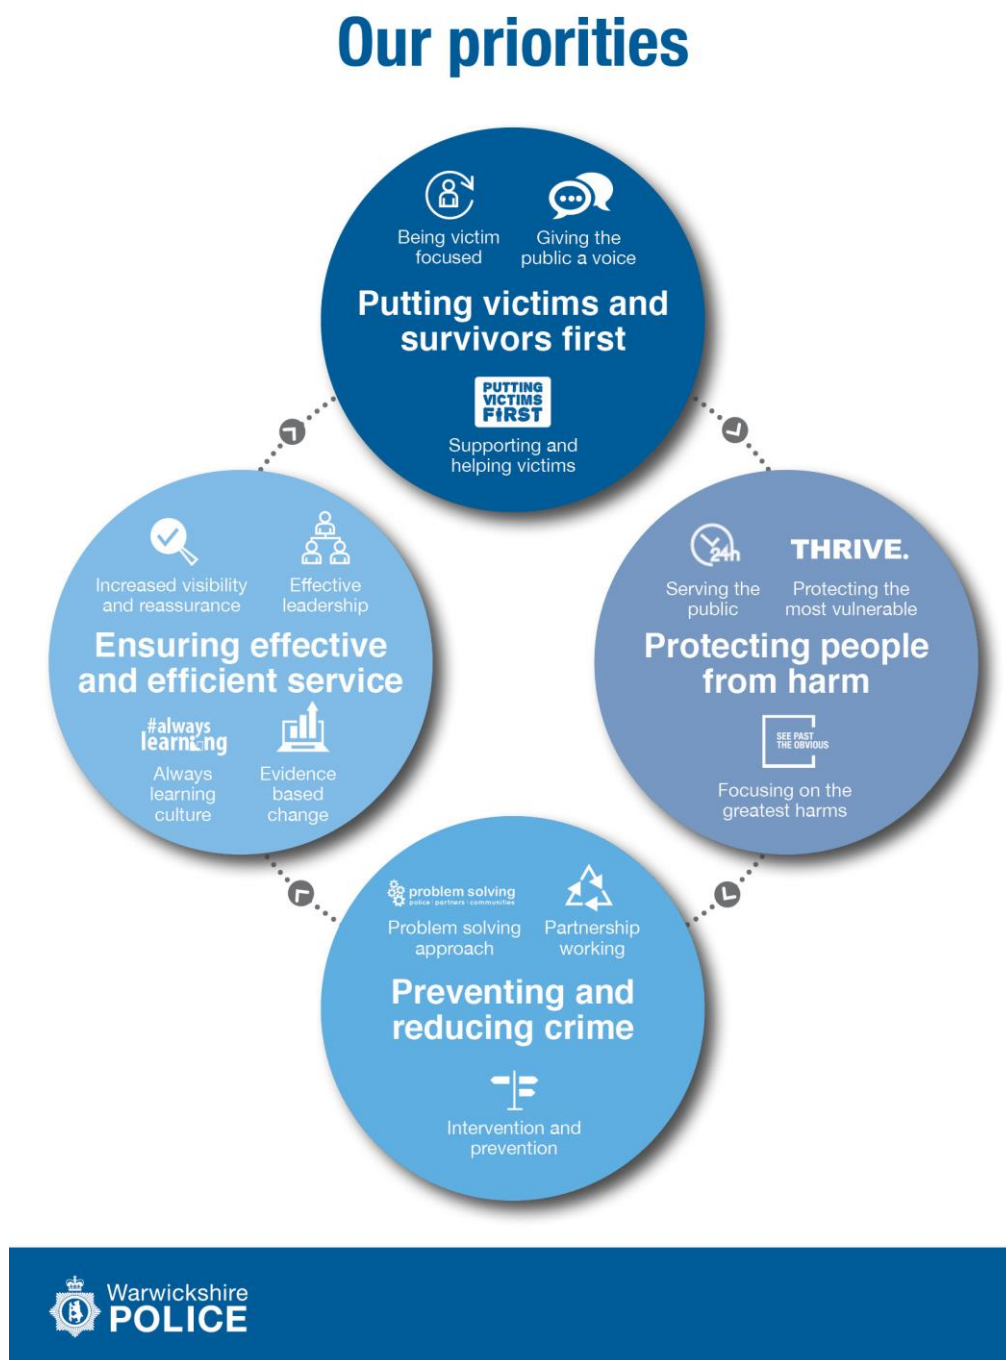 Our priorities
Being victim
focused
Giving the
public a voice
Putting victims and
survivors first
PUTTING
VICTIMS
FIRST
Supporting and
helping victims
Increased visibility
and reassurance
Effective
leadership
Ensuring effective
and efficient service
#always
learning
Always
learning
culture
Evidence
based
change
24h
Serving the
public
THRIVE.
Protecting the
most vulnerable
Protecting people
from harm
SEE PAST
THE OBVIOUS
Focusing on the
greatest harms
problem solving
police | partners | communities
Problem solving
approach
Partnership
working
Preventing and
reducing crime
Intervention and
prevention
Warwickshire
POLICE